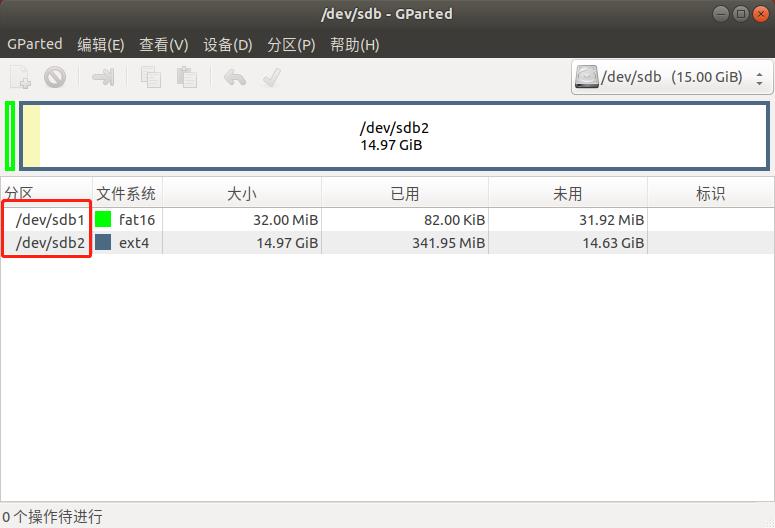 /dev/sdb - GParted
GParted 编辑(E) 查看(V) 设备(D) 分区(P) 帮助(H)
/dev/sdb (15.00 GiB)
/dev/sdb2
14.97 GiB
分区 文件系统 大小 已用 未用 标识
/dev/sdb1 fat16 32.00 MiB 82.00 KiB 31.92 MiB
/dev/sdb2 ext4 14.97 GiB 341.95 MiB 14.63 GiB
0 个操作待进行